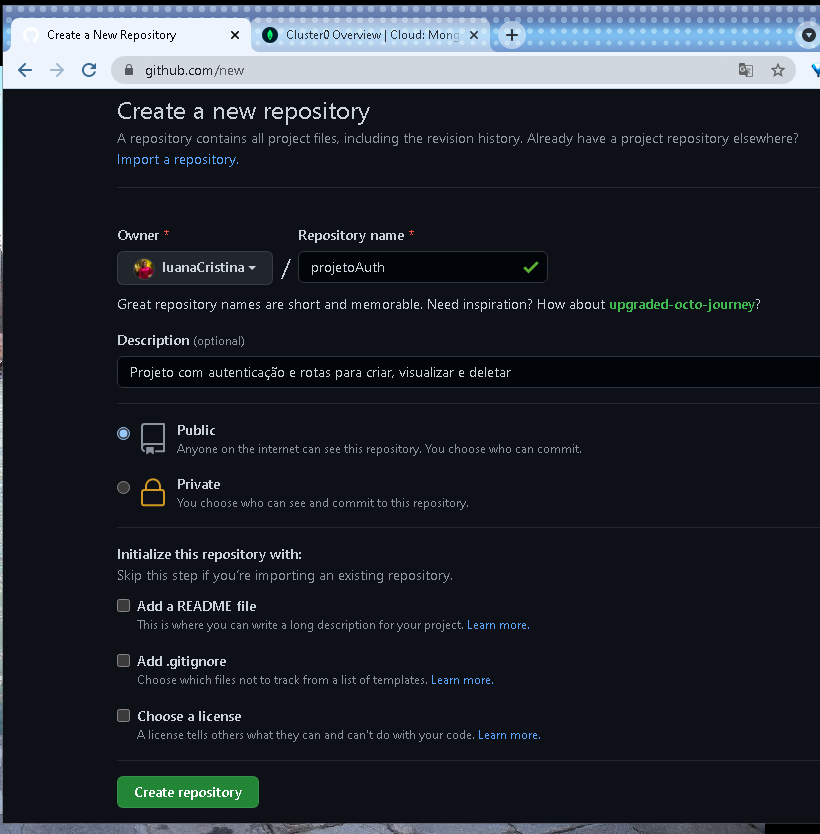 Create a New Repository
Cluster0 Overview | Cloud: Mong
github.com/new
Create a new repository
A repository contains all project files, including the revision history. Already have a project repository elsewhere?
Import a repository.
Owner *
Repository name *
luanaCristina
/
projetoAuth
Great repository names are short and memorable. Need inspiration? How about upgraded-octo-journey?
Description (optional)
Projeto com autenticação e rotas para criar, visualizar e deletar
Public
Anyone on the internet can see this repository. You choose who can commit.
Private
You choose who can see and commit to this repository.
Initialize this repository with:
Skip this step if you're importing an existing repository.
Add a README file
This is where you can write a long description for your project. Learn more.
Add .gitignore
Choose which files not to track from a list of templates. Learn more.
Choose a license
A license tells others what they can and can't do with your code. Learn more.
Create repository